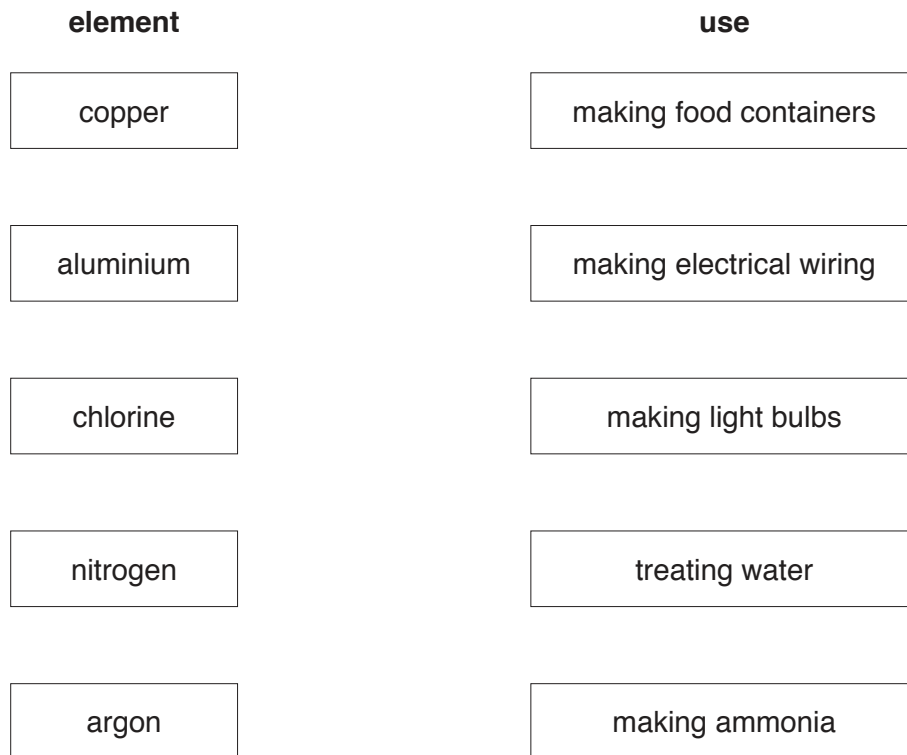 element use
copper making food containers
aluminium making electrical wiring
chlorine making light bulbs
nitrogen treating water
argon making ammonia